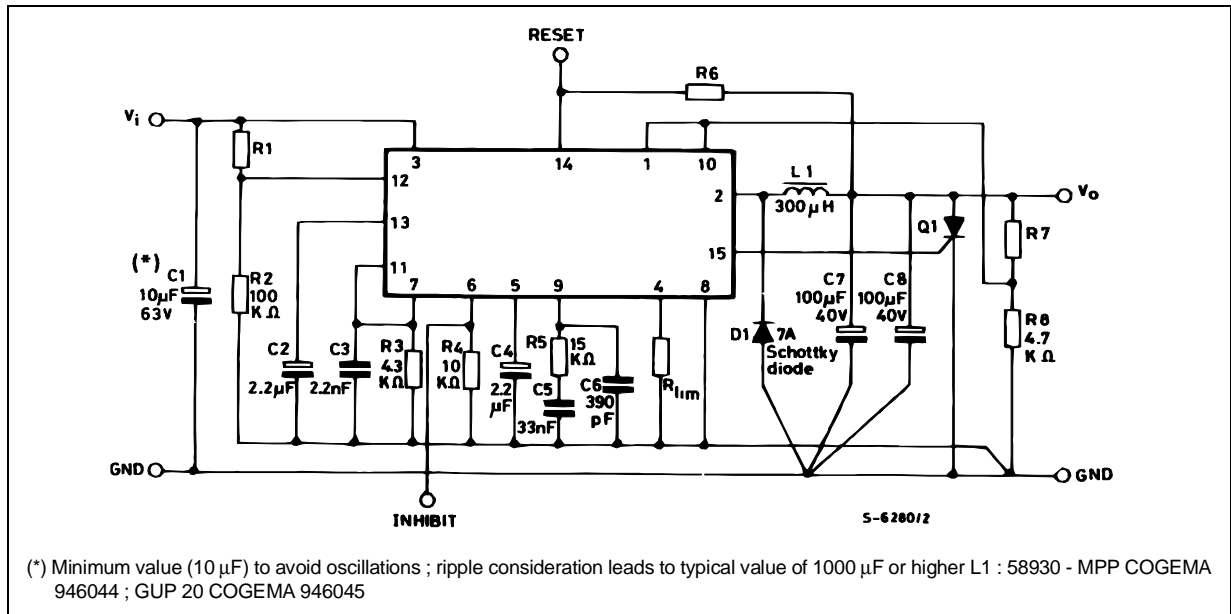 RESET
R6
Vi
R1
3
14
1
10
12
L1
2
300µH
Vo
13
Q1
R7
15
(*)
C1
10µF
63V
R2
100
KΩ
11
C7
100µF
40V
C8
100µF
40V
7
6
5
9
4
8
R8
4.7
KΩ
C2
2.2µF
C3
2.2nF
R3
4.3
KΩ
R4
10
KΩ
C4
2.2
µF
R5
15
KΩ
C5
33nF
C6
390
pF
Rlim
D1
7A
Schottky
diode
GND
GND
INHIBIT
S-6280/2
(*) Minimum value (10 µF) to avoid oscillations ; ripple consideration leads to typical value of 1000 µF or higher L1 : 58930 - MPP COGEMA
946044 ; GUP 20 COGEMA 946045